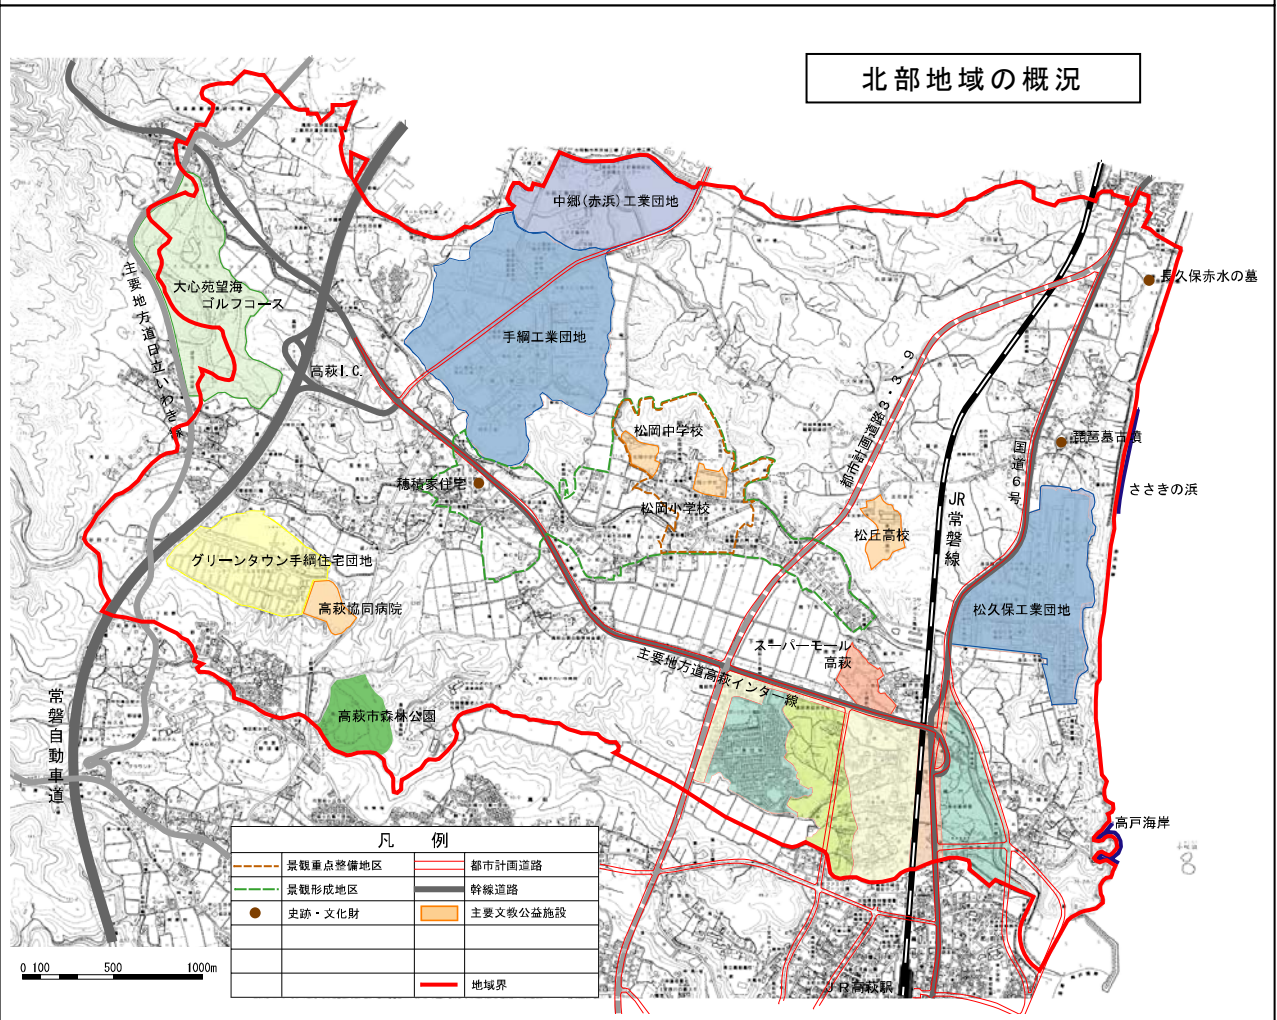 北部地域の概況
中郷(赤浜)工業団地
長久保赤水の墓
大心苑望海
ゴルフコース
主要地方道日立いわき線
手綱工業団地
高萩I.C.
都市計画道路3・3・9
松岡中学校
琵琶墓古墳
国道6号
穂積家住宅
ささきの浜
松岡小学校
JR常磐線
松丘高校
グリーンタウン手綱住宅団地
高萩協同病院
松久保工業団地
スーパーモール
高萩
主要地方道高萩インター線
常磐自動車道
高萩市森林公園
高戸海岸
凡 例
景観重点整備地区
都市計画道路
景観形成地区
幹線道路
史跡・文化財
主要文教公益施設
地域界
0 100 500 1000m
JR高萩駅